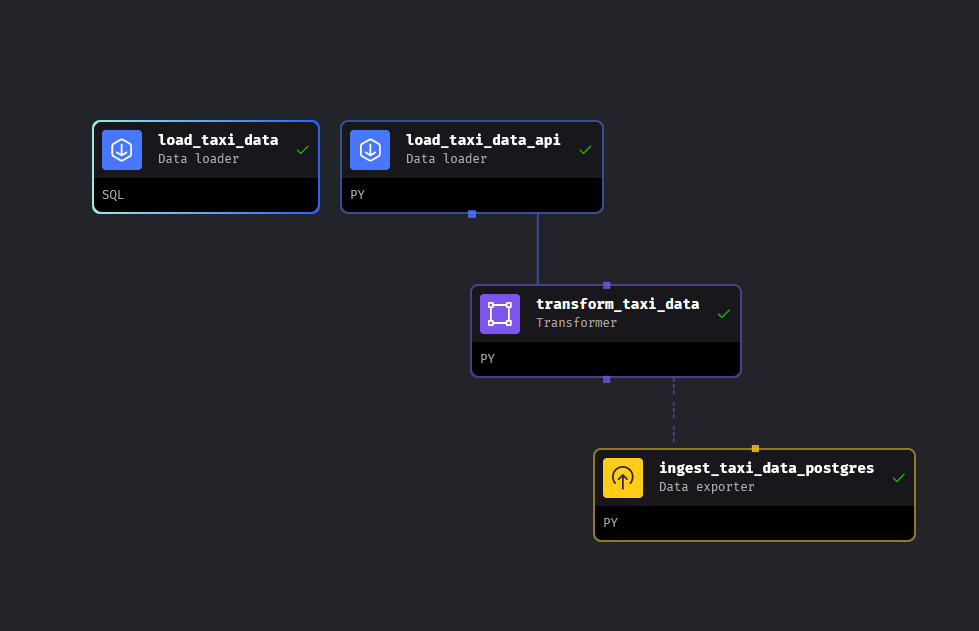 load_taxi_data
Data loader
SQL
load_taxi_data_api
Data loader
PY
transform_taxi_data
Transformer
PY
ingest_taxi_data_postgres
Data exporter
PY